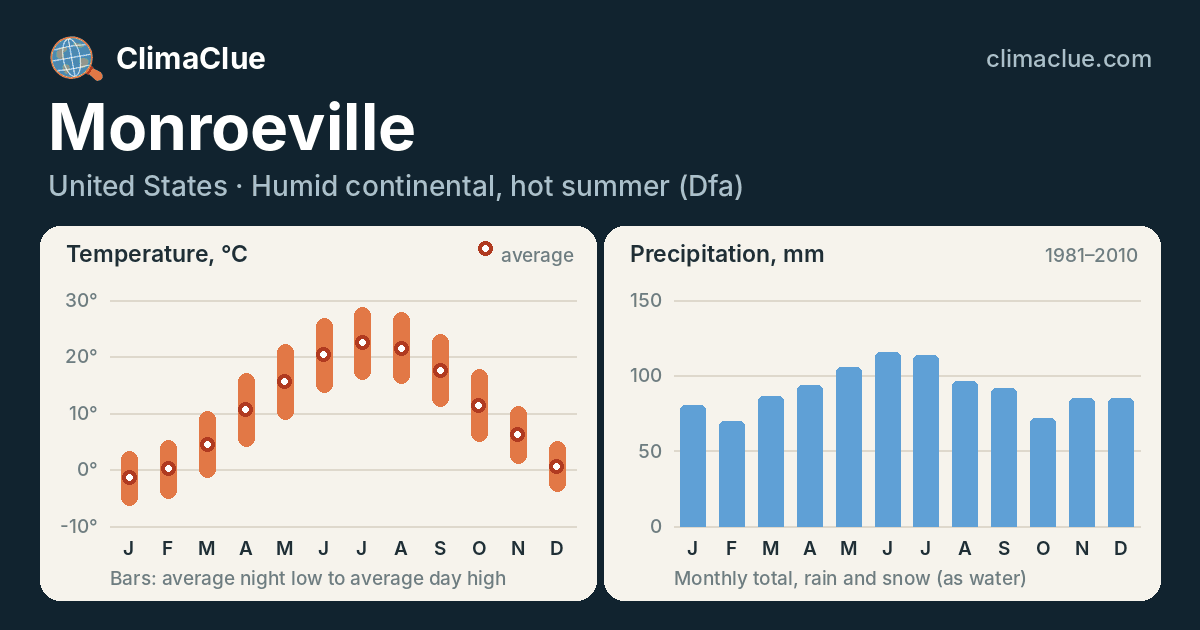 ClimaClue
climaclue.com
Monroeville
United States · Humid continental, hot summer (Dfa)
Temperature, °C
average
30°
20°
10°
0°
-10°
J F M A M J J A S O N D
Bars: average night low to average day high
Precipitation, mm
1981–2010
150
100
50
0
J F M A M J J A S O N D
Monthly total, rain and snow (as water)